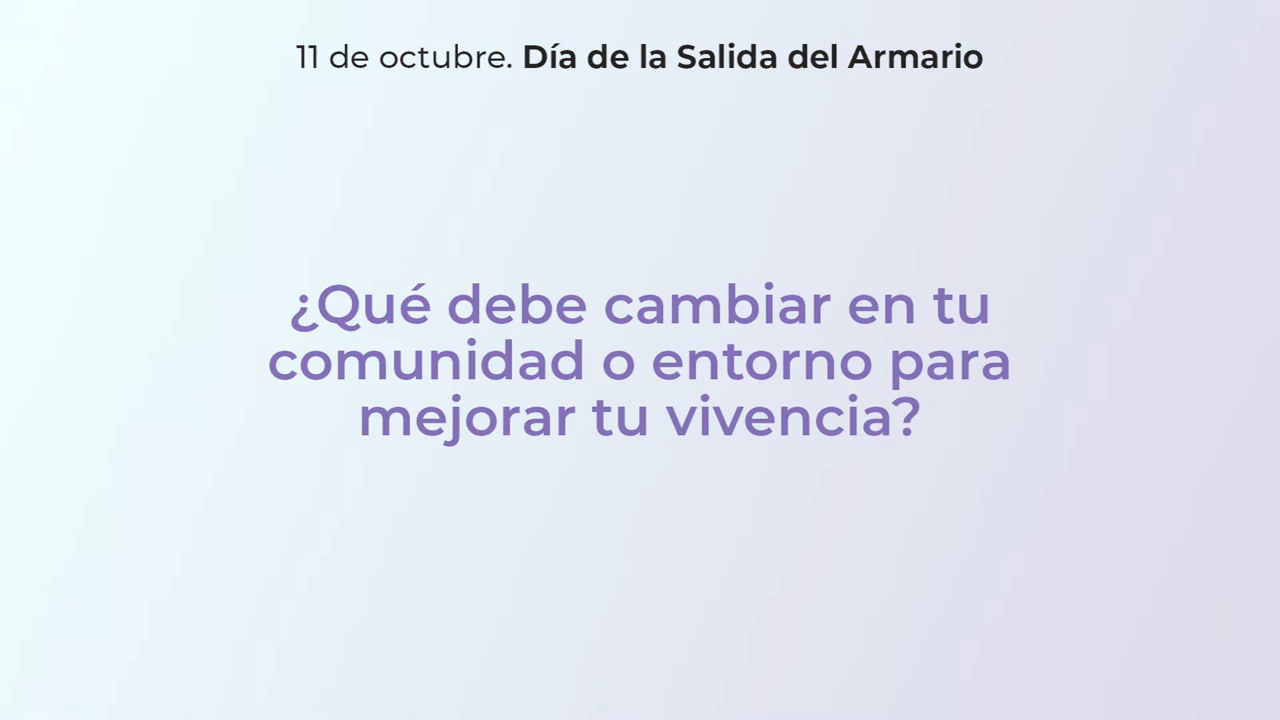 11 de octubre. Día de la Salida del Armario
¿Qué debe cambiar en tu
comunidad o entorno para
mejorar tu vivencia?